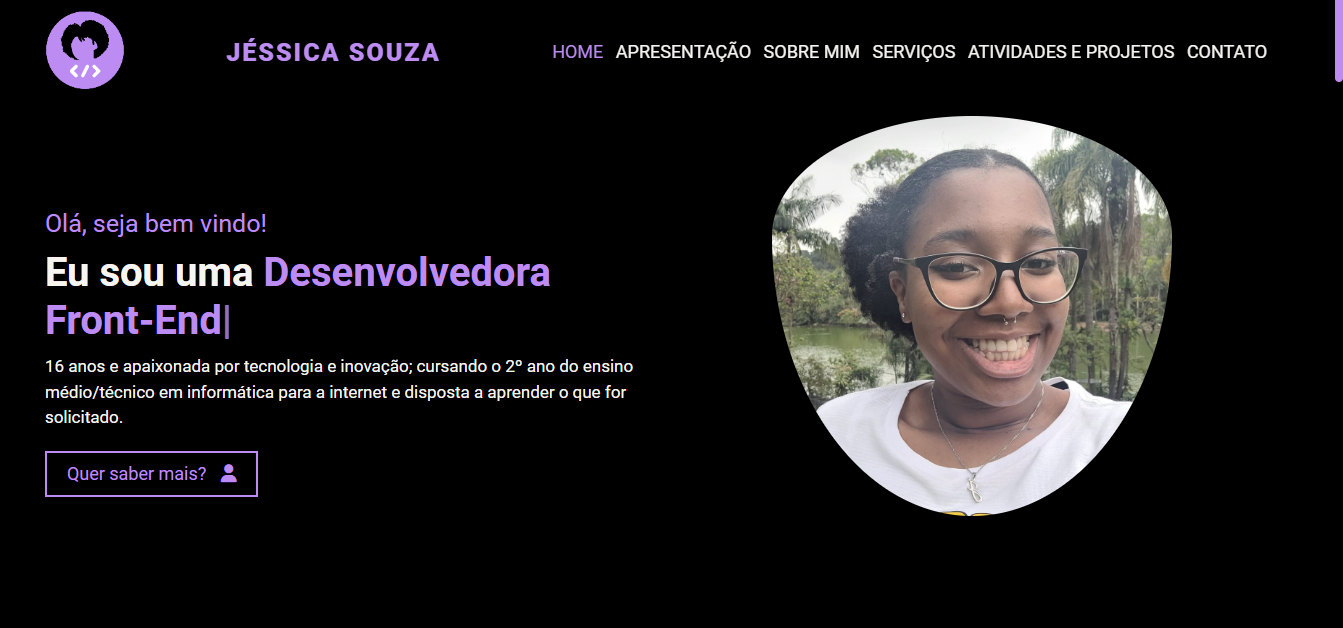 </>
JÉSSICA SOUZA
HOME APRESENTAÇÃO SOBRE MIM SERVIÇOS ATIVIDADES E PROJETOS CONTATO
Olá, seja bem vindo!
Eu sou uma Desenvolvedora
Front-End|
16 anos e apaixonada por tecnologia e inovação; cursando o 2º ano do ensino
médio/técnico em informática para a internet e disposta a aprender o que for
solicitado.
Quer saber mais?